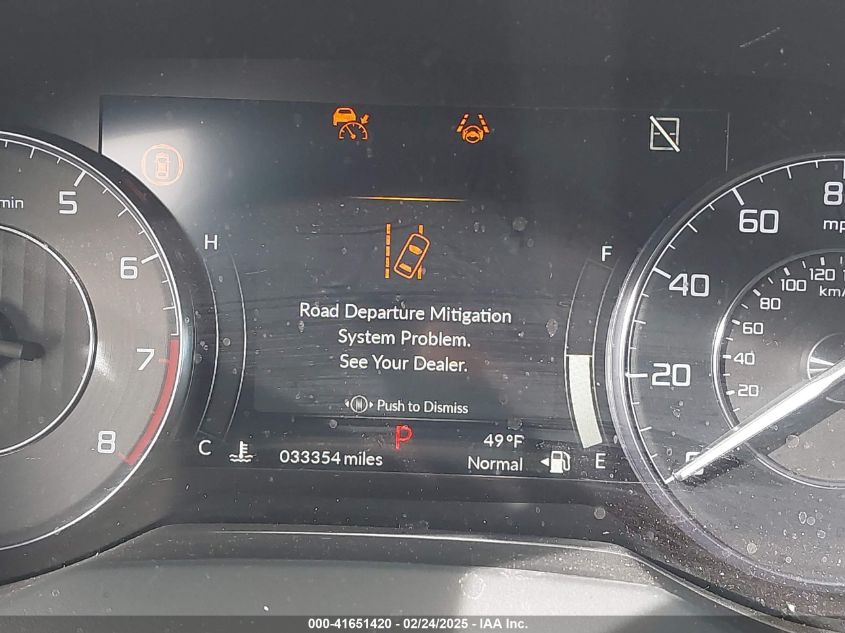 min
5
6
7
8
H
C
Road Departure Mitigation
System Problem.
See Your Dealer.
Push to Dismiss
033354 miles
P
49°F
Normal
F
E
20
40
60
80
100
120
km/
20
40
60
000-41651420 - 02/24/2025 - IAA Inc.